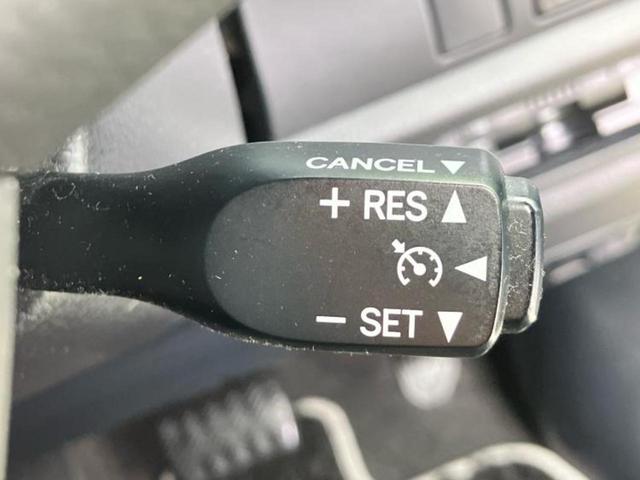 CANCEL ▼
+ RES ▲
◀
− SET ▼